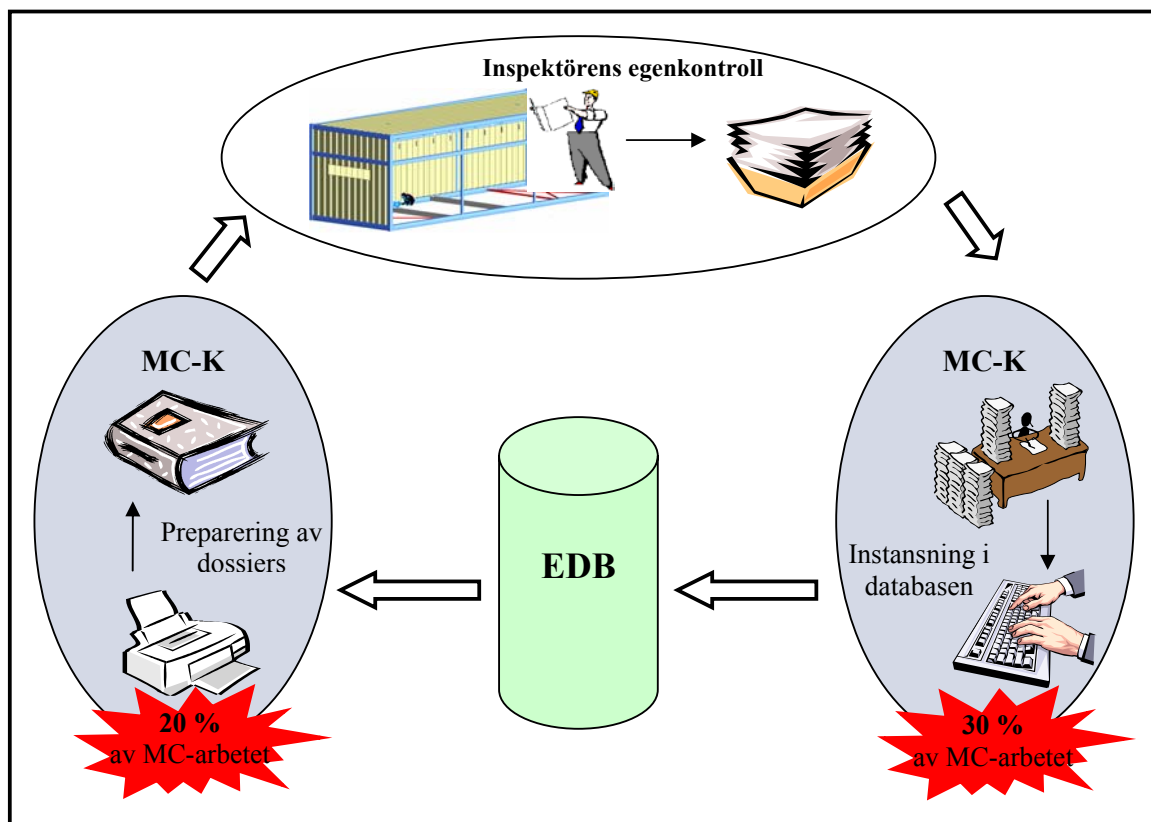 Inspektörens egenkontroll
MC-K
Preparering av
dossiers
20 %
av MC-arbetet
EDB
MC-K
Instansning i
databasen
30 %
av MC-arbetet